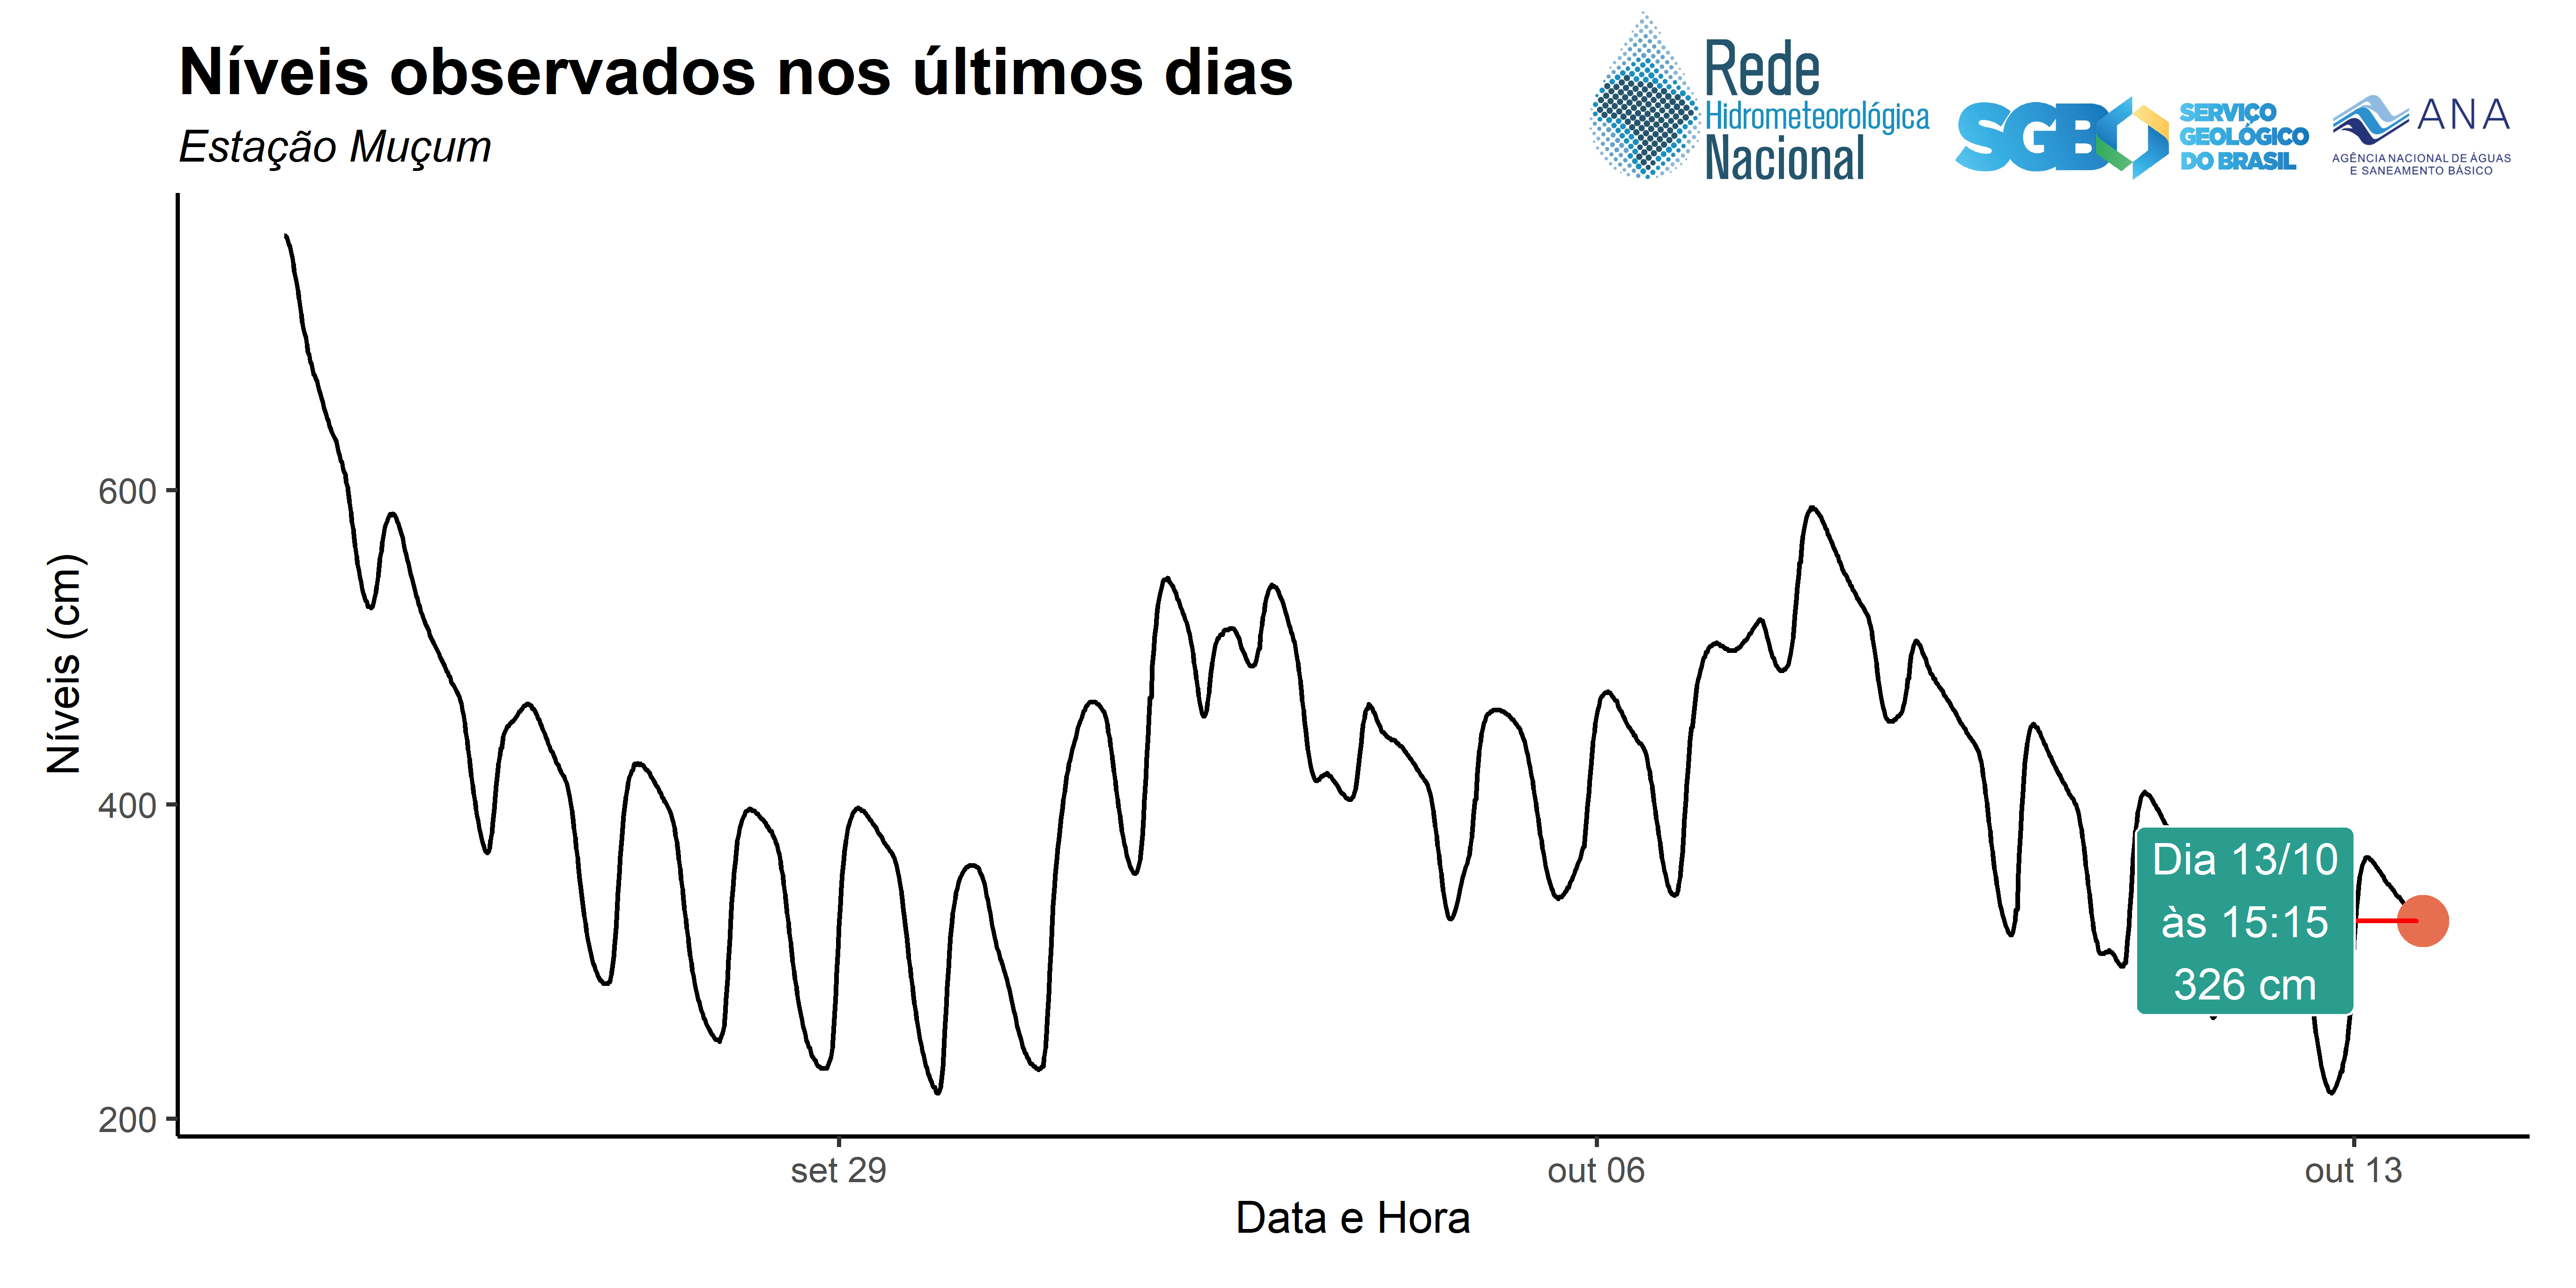 Níveis observados nos últimos dias
Estação Muçum
Rede
Hidrometeorológica
Nacional
SGB
SERVIÇO
GEOLÓGICO
DO BRASIL
ANA
AGÊNCIA NACIONAL DE ÁGUAS
E SANEAMENTO BÁSICO
Níveis (cm)
600
400
200
Dia 13/10
às 15:15
326 cm
set 29
out 06
out 13
Data e Hora